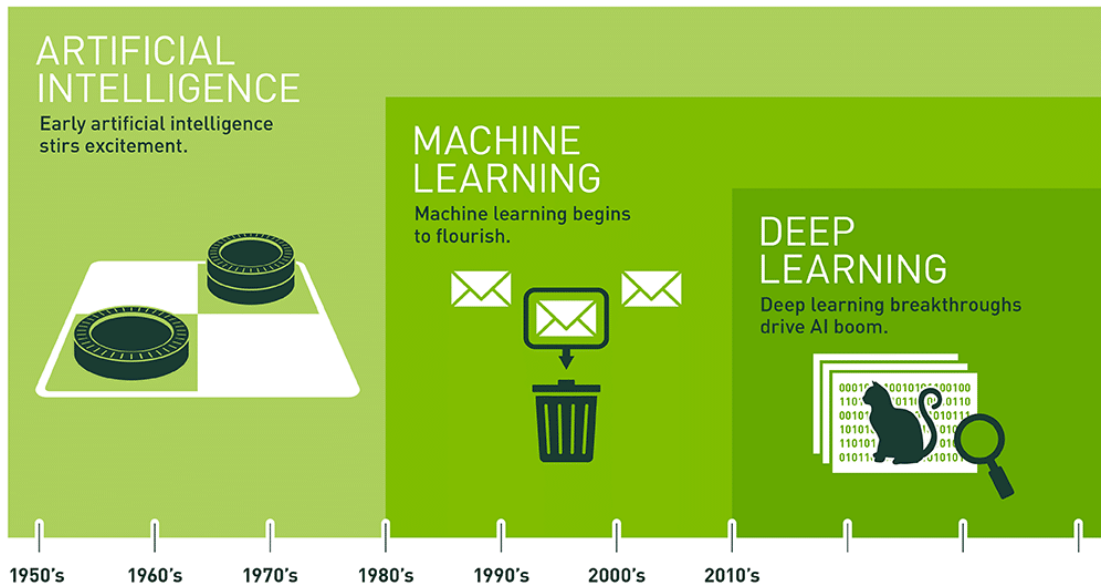 ARTIFICIAL
INTELLIGENCE
Early artificial intelligence
stirs excitement.
MACHINE
LEARNING
Machine learning begins
to flourish.
DEEP
LEARNING
Deep learning breakthroughs
drive AI boom.
1950's
1960's
1970's
1980's
1990's
2000's
2010's